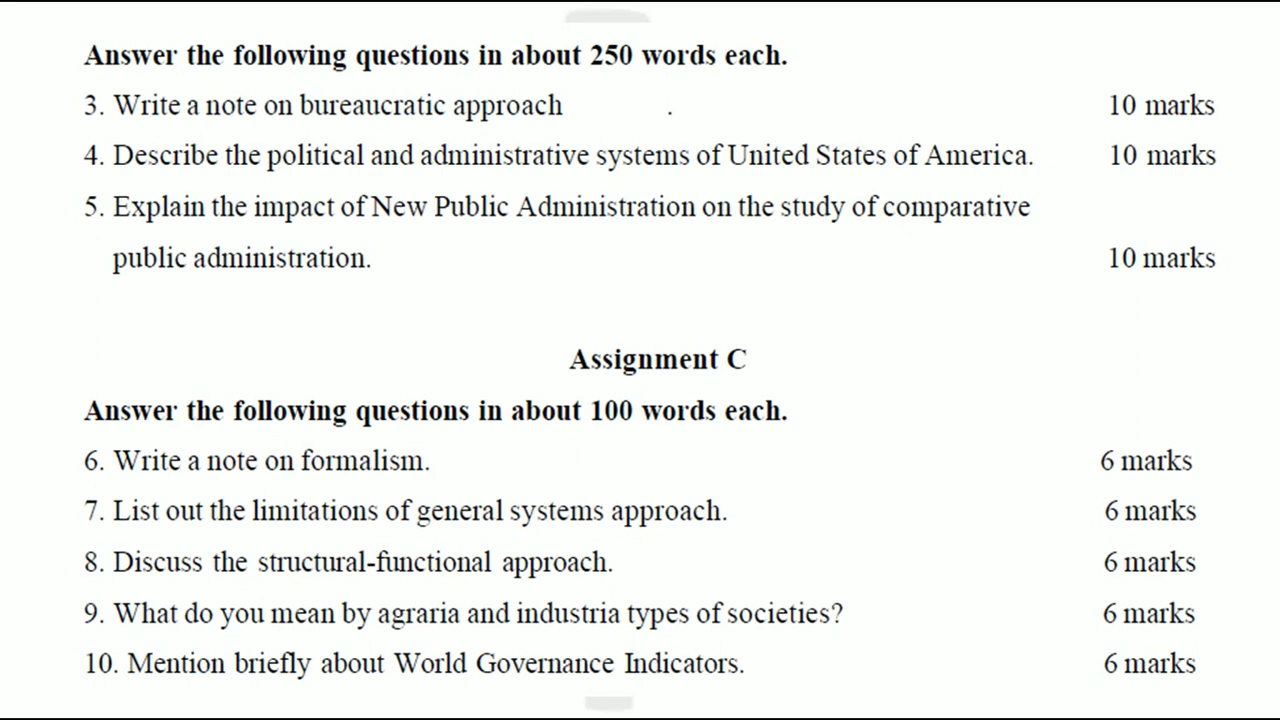 Answer the following questions in about 250 words each.
3. Write a note on bureaucratic approach . 10 marks
4. Describe the political and administrative systems of United States of America. 10 marks
5. Explain the impact of New Public Administration on the study of comparative
public administration. 10 marks
Assignment C
Answer the following questions in about 100 words each.
6. Write a note on formalism. 6 marks
7. List out the limitations of general systems approach. 6 marks
8. Discuss the structural-functional approach. 6 marks
9. What do you mean by agraria and industria types of societies? 6 marks
10. Mention briefly about World Governance Indicators. 6 marks